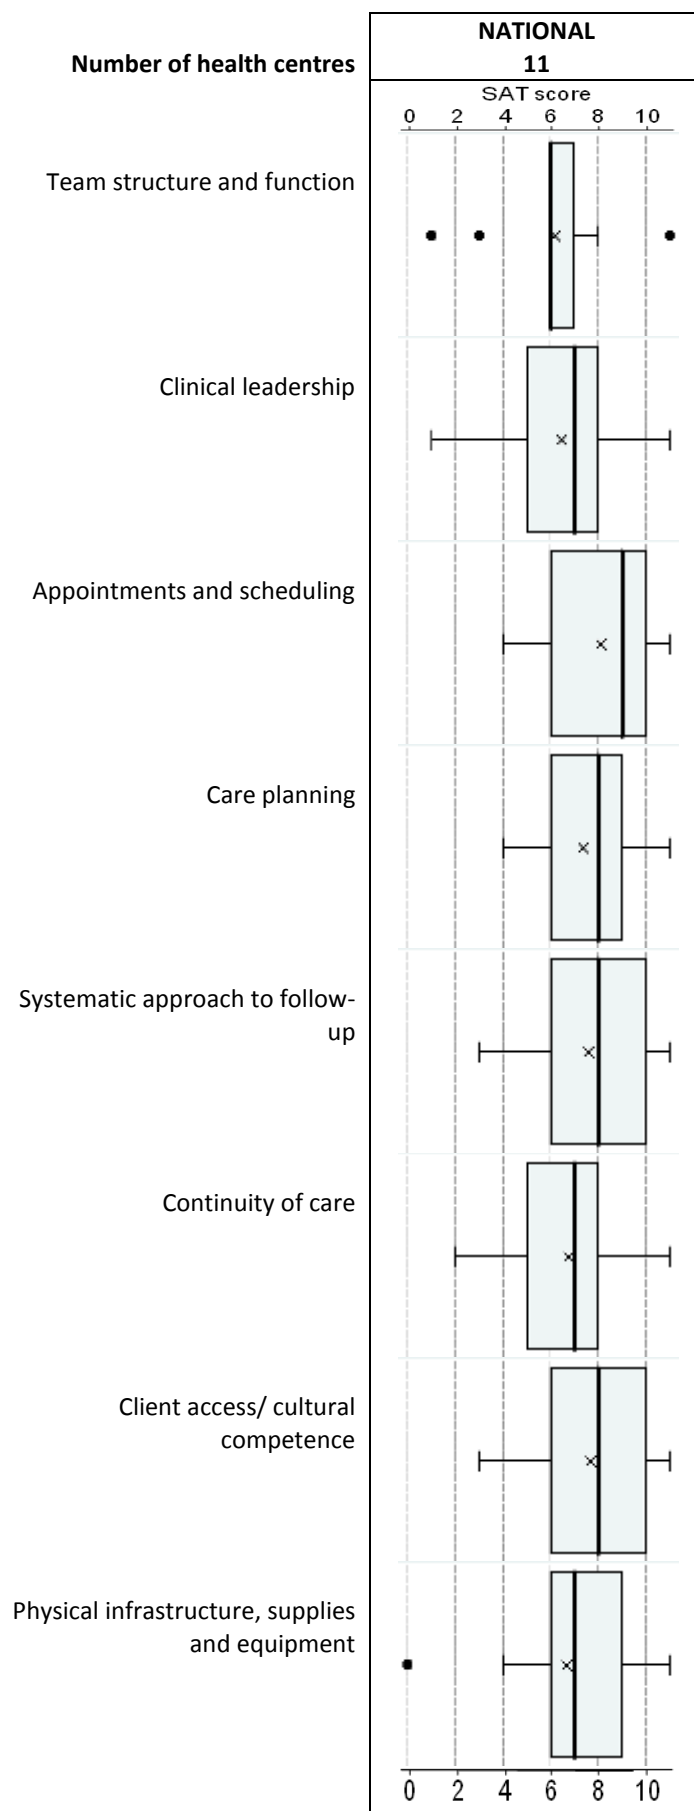 NATIONAL
Number of health centres 11
SAT score
0 2 4 6 8 10
Team structure and function
Clinical leadership
Appointments and scheduling
Care planning
Systematic approach to follow-
up
Continuity of care
Client access/ cultural
competence
Physical infrastructure, supplies
and equipment
0 2 4 6 8 10